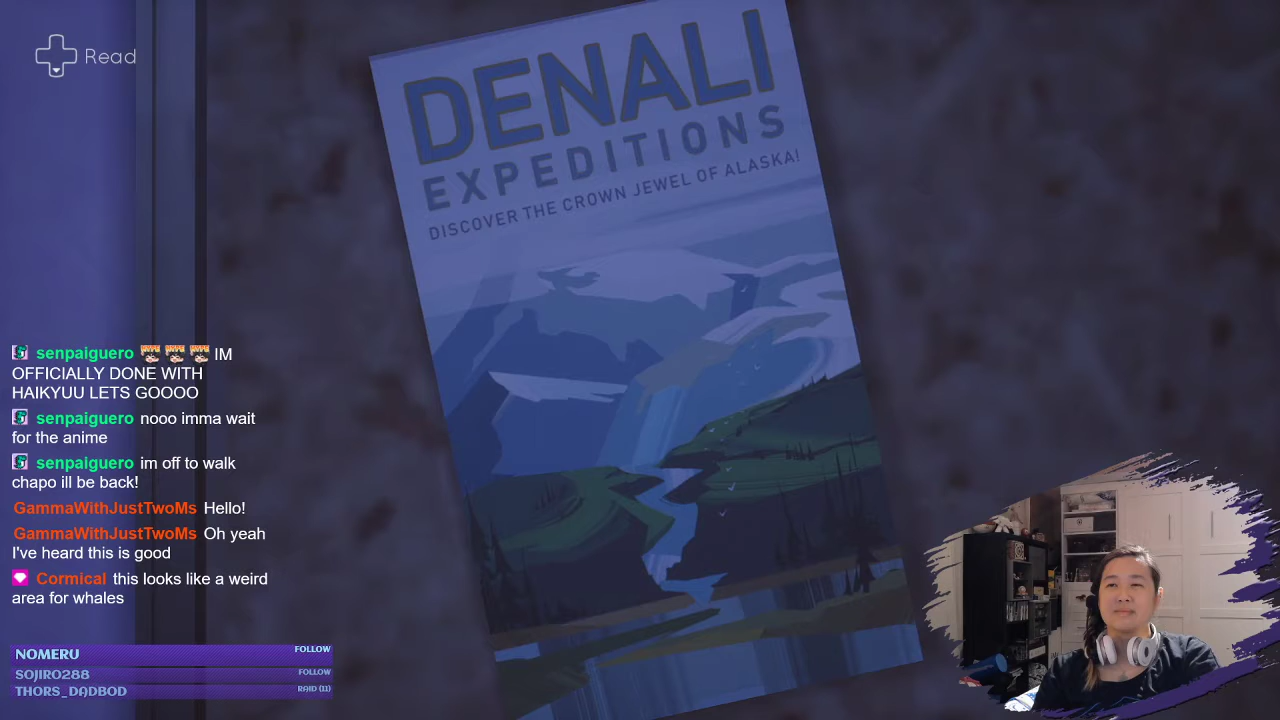 Read
DENALI
EXPEDITIONS
DISCOVER THE CROWN JEWEL OF ALASKA!
senpaiguero IM
OFFICIALLY DONE WITH
HAIKYUU LETS GOOOO
senpaiguero nooo imma wait
for the anime
senpaiguero im off to walk
chapo ill be back!
GammaWithJustTwoMs Hello!
GammaWithJustTwoMs Oh yeah
I've heard this is good
Cormical this looks like a weird
area for whales
NOMERU FOLLOW
SOJIRO288 FOLLOW
THORS_DADBOD RAID (11)